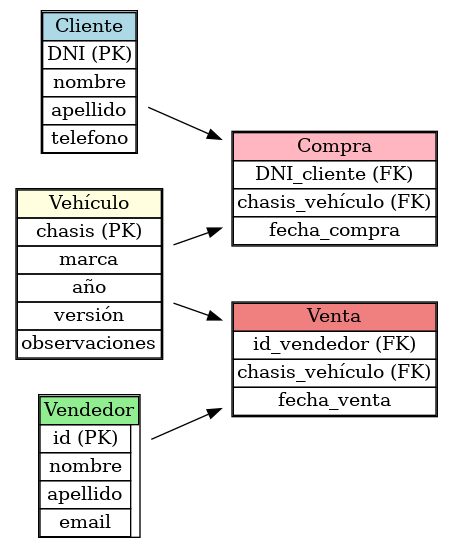 Cliente
DNI (PK)
nombre
apellido
telefono
Compra
DNI_cliente (FK)
chasis_vehículo (FK)
fecha_compra
Vehículo
chasis (PK)
marca
año
versión
observaciones
Venta
id_vendedor (FK)
chasis_vehículo (FK)
fecha_venta
Vendedor
id (PK)
nombre
apellido
email